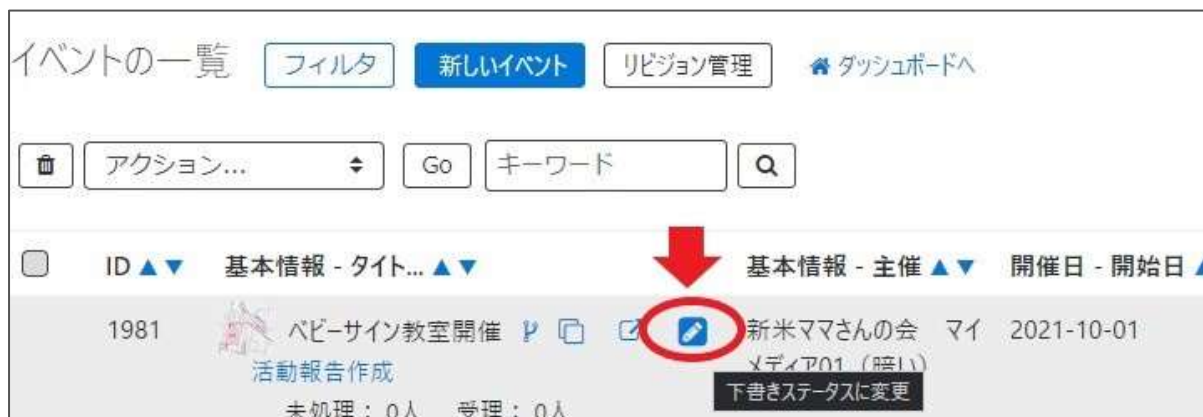 イベントの一覧 フィルタ 新しいイベント リビジョン管理 ダッシュボードへ
アクション... Go キーワード
ID▲▼ 基本情報 - タイト... ▲▼ 基本情報 - 主催 ▲▼ 開催日 - 開始日
1981 ベビーサイン教室開催 新米ママさんの会 マイ 2021-10-01
活動報告作成 メディア01（暗い）
下書きステータスに変更
未処理： 0人 受理： 0人